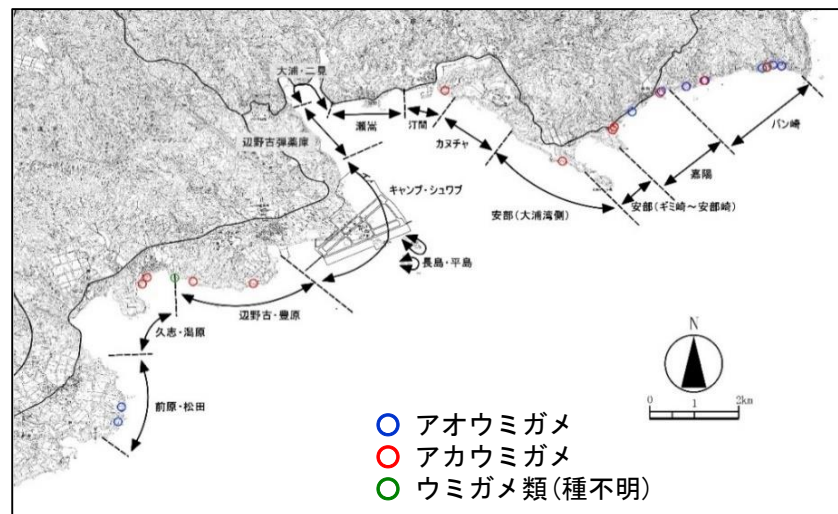 大浦・二見
瀬嵩
汀間
辺野古弾薬庫
カヌチャ
バン崎
嘉陽
キャンプ・シュワブ
安部(大浦湾側)
安部(ギミ崎～安部崎)
長島・平島
辺野古・豊原
久志・潟原
前原・松田
N
0 1 2km
アオウミガメ
アカウミガメ
ウミガメ類(種不明)